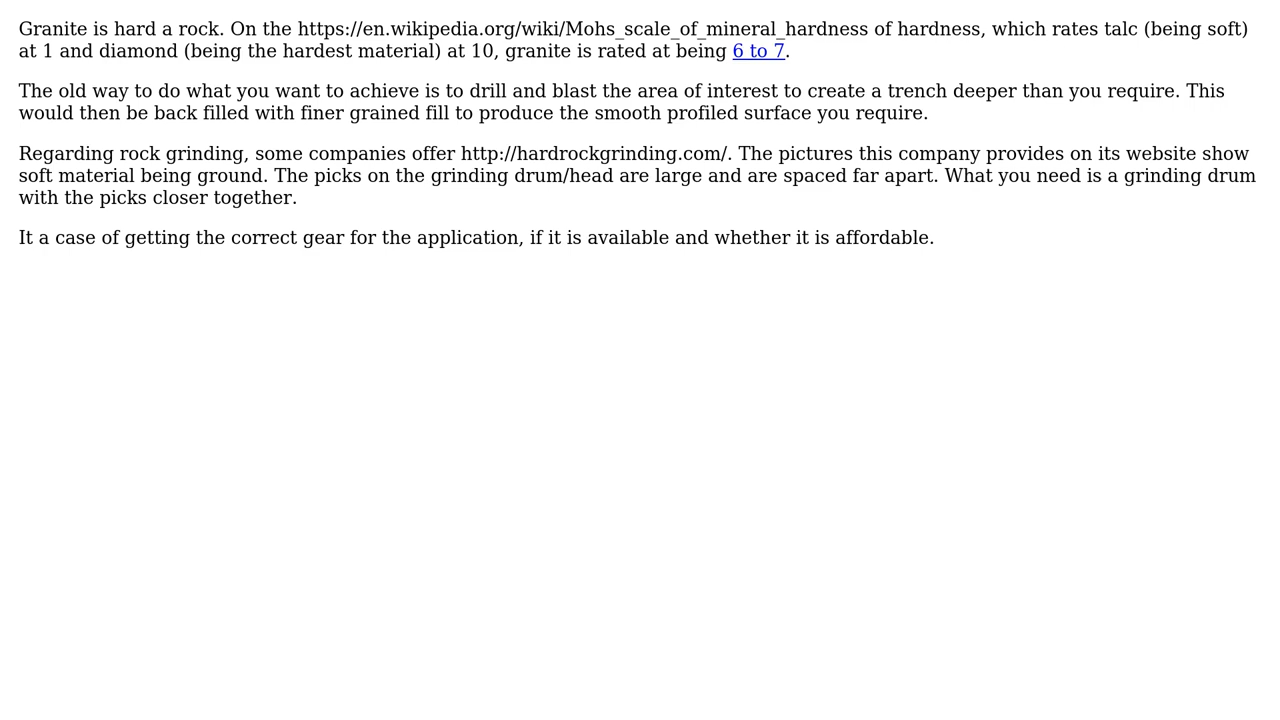 Granite is hard a rock. On the https://en.wikipedia.org/wiki/Mohs_scale_of_mineral_hardness of hardness, which rates talc (being soft)
at 1 and diamond (being the hardest material) at 10, granite is rated at being 6 to 7.
The old way to do what you want to achieve is to drill and blast the area of interest to create a trench deeper than you require. This
would then be back filled with finer grained fill to produce the smooth profiled surface you require.
Regarding rock grinding, some companies offer http://hardrockgrinding.com/. The pictures this company provides on its website show
soft material being ground. The picks on the grinding drum/head are large and are spaced far apart. What you need is a grinding drum
with the picks closer together.
It a case of getting the correct gear for the application, if it is available and whether it is affordable.